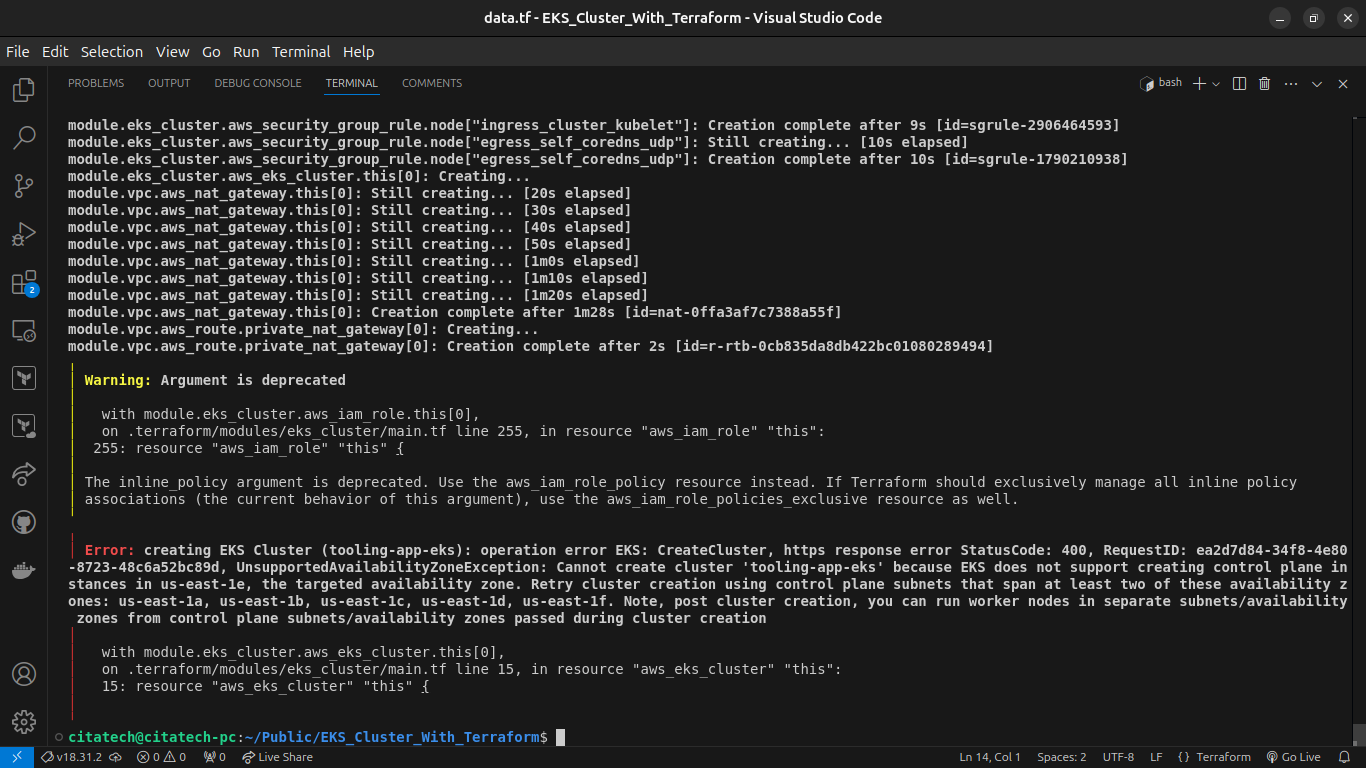 data.tf - EKS_Cluster_With_Terraform - Visual Studio Code
File Edit Selection View Go Run Terminal Help
PROBLEMS OUTPUT DEBUG CONSOLE TERMINAL COMMENTS bash
module.eks_cluster.aws_security_group_rule.node["ingress_cluster_kubelet"]: Creation complete after 9s [id=sgrule-2906464593]
module.eks_cluster.aws_security_group_rule.node["egress_self_coredns_udp"]: Still creating... [10s elapsed]
module.eks_cluster.aws_security_group_rule.node["egress_self_coredns_udp"]: Creation complete after 10s [id=sgrule-1790210938]
module.eks_cluster.aws_eks_cluster.this[0]: Creating...
module.vpc.aws_nat_gateway.this[0]: Still creating... [20s elapsed]
module.vpc.aws_nat_gateway.this[0]: Still creating... [30s elapsed]
module.vpc.aws_nat_gateway.this[0]: Still creating... [40s elapsed]
module.vpc.aws_nat_gateway.this[0]: Still creating... [50s elapsed]
module.vpc.aws_nat_gateway.this[0]: Still creating... [1m0s elapsed]
module.vpc.aws_nat_gateway.this[0]: Still creating... [1m10s elapsed]
module.vpc.aws_nat_gateway.this[0]: Still creating... [1m20s elapsed]
module.vpc.aws_nat_gateway.this[0]: Creation complete after 1m28s [id=nat-0ffa3af7c7388a55f]
module.vpc.aws_route.private_nat_gateway[0]: Creating...
module.vpc.aws_route.private_nat_gateway[0]: Creation complete after 2s [id=r-rtb-0cb835da8db422bc01080289494]
Warning: Argument is deprecated
with module.eks_cluster.aws_iam_role.this[0],
on .terraform/modules/eks_cluster/main.tf line 255, in resource "aws_iam_role" "this":
255: resource "aws_iam_role" "this" {
The inline_policy argument is deprecated. Use the aws_iam_role_policy resource instead. If Terraform should exclusively manage all inline policy
associations (the current behavior of this argument), use the aws_iam_role_policies_exclusive resource as well.
Error: creating EKS Cluster (tooling-app-eks): operation error EKS: CreateCluster, https response error StatusCode: 400, RequestID: ea2d7d84-34f8-4e80
-8723-48c6a52bc89d, UnsupportedAvailabilityZoneException: Cannot create cluster 'tooling-app-eks' because EKS does not support creating control plane in
stances in us-east-1e, the targeted availability zone. Retry cluster creation using control plane subnets that span at least two of these availability z
ones: us-east-1a, us-east-1b, us-east-1c, us-east-1d, us-east-1f. Note, post cluster creation, you can run worker nodes in separate subnets/availability
zones from control plane subnets/availability zones passed during cluster creation
with module.eks_cluster.aws_eks_cluster.this[0],
on .terraform/modules/eks_cluster/main.tf line 15, in resource "aws_eks_cluster" "this":
15: resource "aws_eks_cluster" "this" {
citatech@citatech-pc:~/Public/EKS_Cluster_With_Terraform$
2
v18.31.2 0 0 0 Live Share Ln 14, Col 1 Spaces: 2 UTF-8 LF {} Terraform Go Live